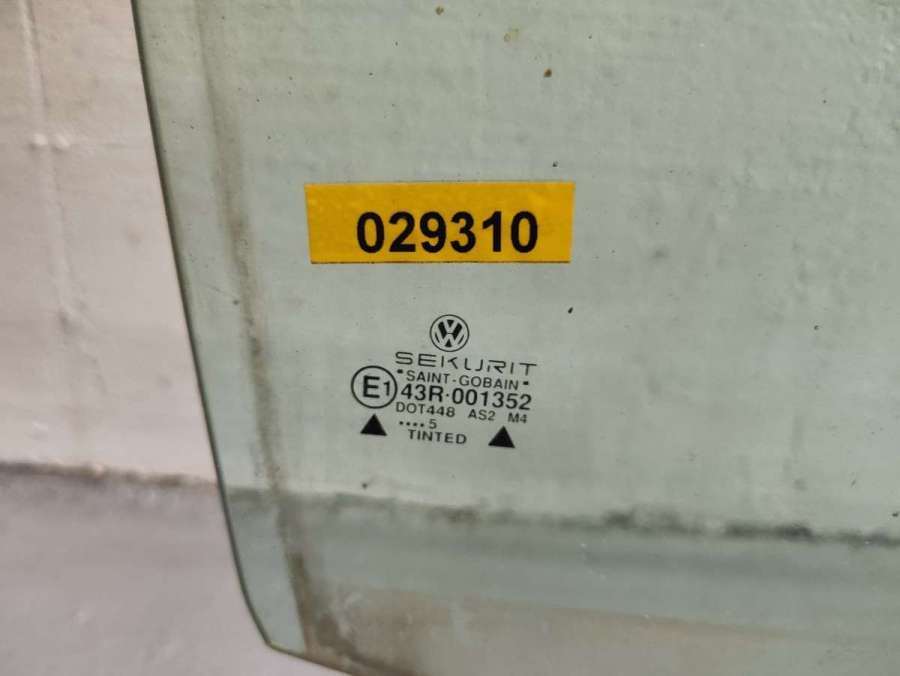 029310
SEKURIT
"SAINT-GOBAIN"
E1 43R-001352
DOT448 AS2 M4
....5
TINTED